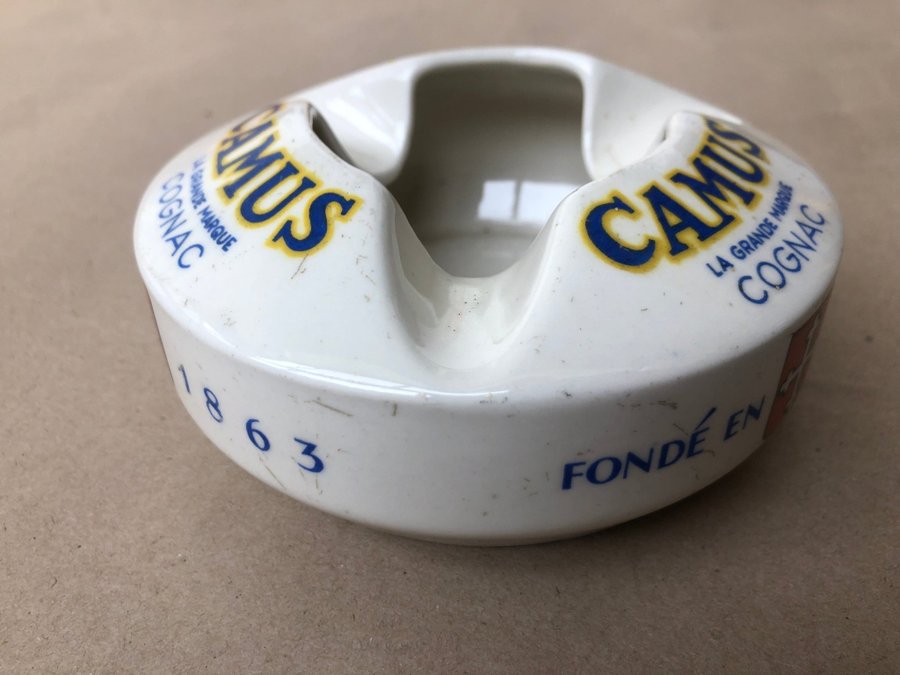 CAMUS
LA GRANDE MARQUE
COGNAC
CAMUS
LA GRANDE MARQUE
COGNAC
1863
FONDÉ EN